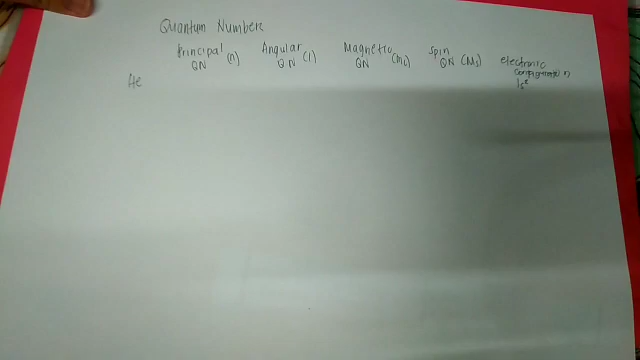 Quantum Numbers
Principal QN (n) Angular QN (l) Magnetic QN (ml) Spin QN (Ms) electronic configuration
He 1s²